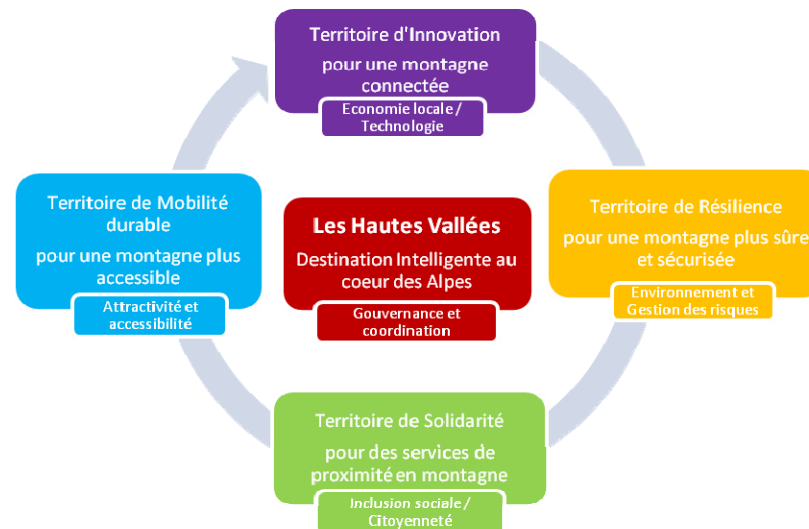 Territoire d'Innovation
pour une montagne
connectée
Economie locale /
Technologie
Territoire de Mobilité
durable
pour une montagne plus
accessible
Attractivité et
accessibilité
Les Hautes Vallées
Destination Intelligente au
coeur des Alpes
Gouvernance et
coordination
Territoire de Résilience
pour une montagne plus sûre
et sécurisée
Environnement et
Gestion des risques
Territoire de Solidarité
pour des services de
proximité en montagne
Inclusion sociale /
Citoyenneté